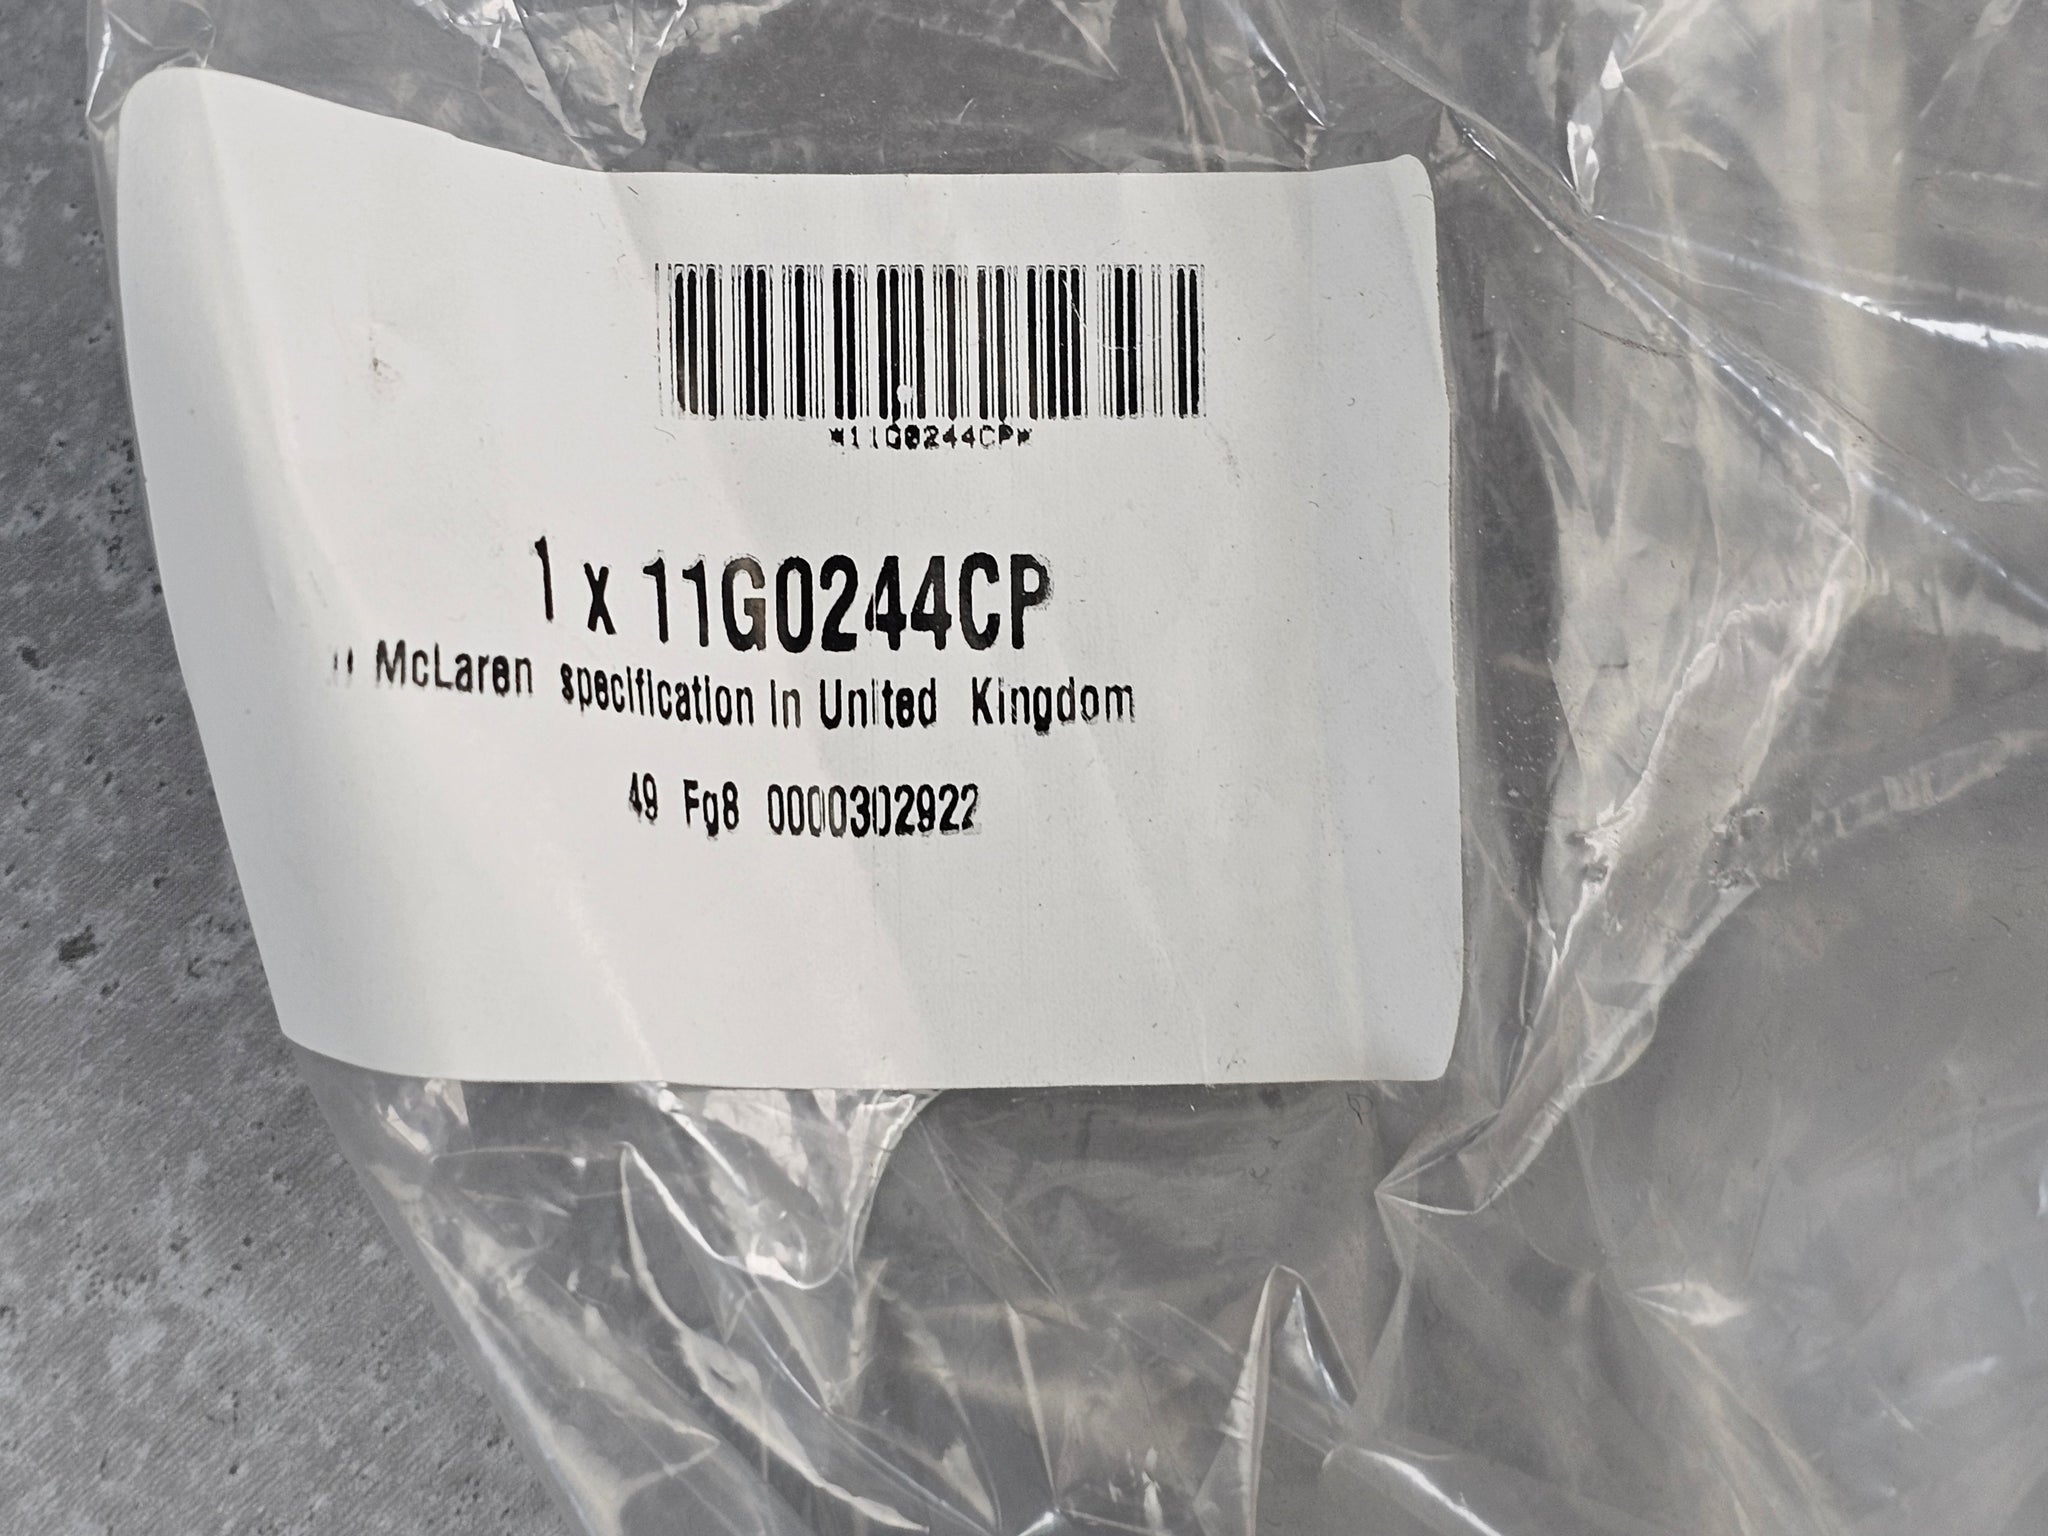 *11G0244CP*
1 x 11G0244CP
McLaren specification in United Kingdom
49 Fg8 0000302922